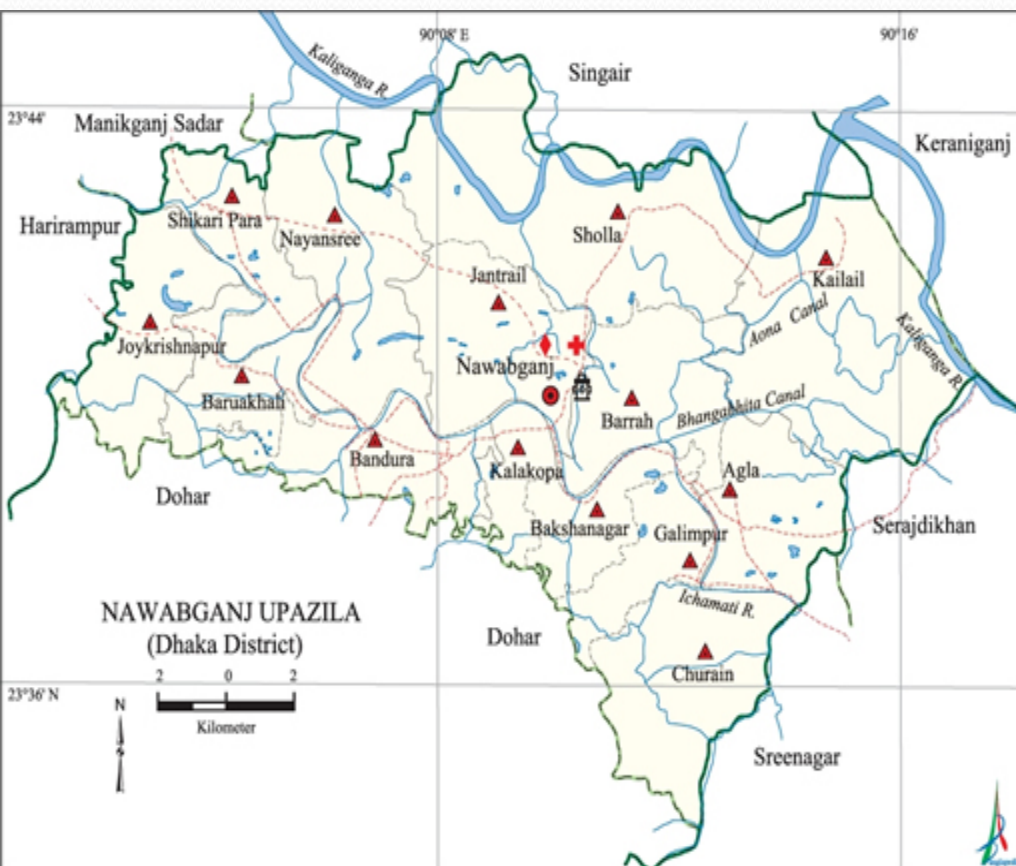 90°08' E
90°16'
Kaliganga R.
Singair
23°44'
Manikganj Sadar
Keraniganj
Harirampur
Shikari Para
Nayansree
Sholla
Jantrail
Kailail
Aona Canal
Kaliganga R.
Joykrishnapur
Nawabganj
Baruakhali
Barrah
Bhangabhita Canal
Bandura
Kalakopa
Agla
Dohar
Bakshanagar
Galimpur
Serajdikhan
Ichamati R.
NAWABGANJ UPAZILA
(Dhaka District)
Dohar
2 0 2
Kilometer
Churain
23°36' N
N
Sreenagar